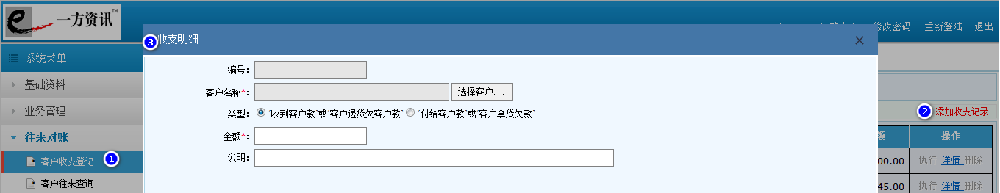 e 一方资讯™
修改密码 重新登陆 退出
3 收支明细 ×
系统菜单
编号：
基础资料
客户名称*： 选择客户...
业务管理
类型： '收到客户款'或'客户退货欠客户款' '付给客户款'或'客户拿货欠款'
2 添加收支记录
往来对账
金额*：
额 操作
客户收支登记 1
说明：
00.00 执行 详情 删除
客户往来查询
45.00 执行 详情 删除